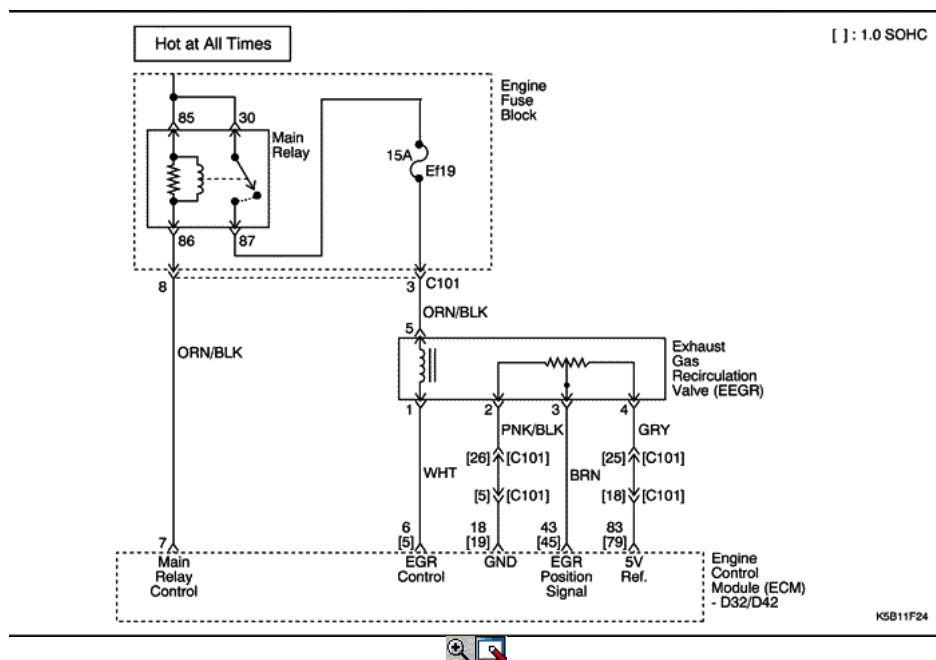 Hot at All Times
[ ] : 1.0 SOHC
Engine
Fuse
Block
85
30
Main
Relay
15A
Ef19
86
87
8
3
C101
ORN/BLK
5
ORN/BLK
Exhaust
Gas
Recirculation
Valve (EEGR)
1
2
3
4
PNK/BLK
GRY
[26]
[C101]
[25]
[C101]
WHT
BRN
[5]
[C101]
[18]
[C101]
7
6
[5]
18
[19]
43
[45]
83
[79]
Main
Relay
Control
EGR
Control
GND
EGR
Position
Signal
5V
Ref.
Engine
Control
Module (ECM)
- D32/D42
K5B11F24